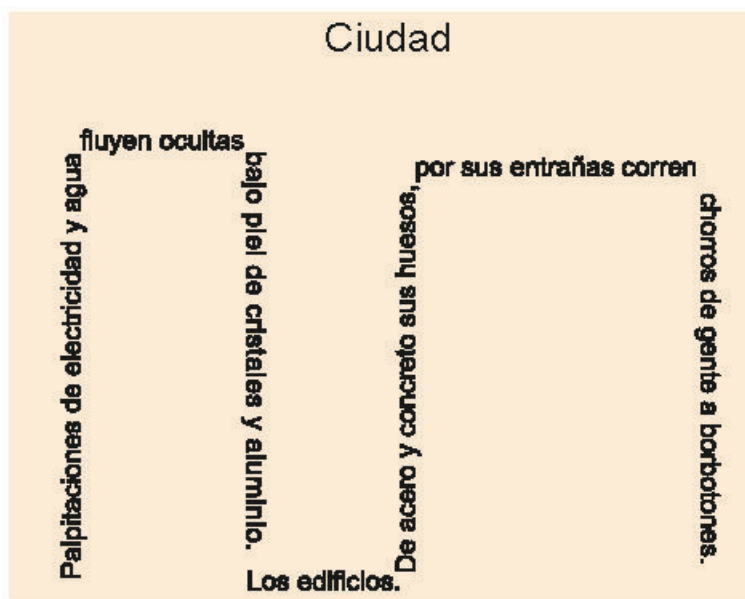 Ciudad
Palpitaciones de electricidad y agua
fluyen ocultas
bajo piel de cristales y aluminio.
Los edificios.
De acero y concreto sus huesos,
por sus entrañas corren
chorros de gente a borbotones.